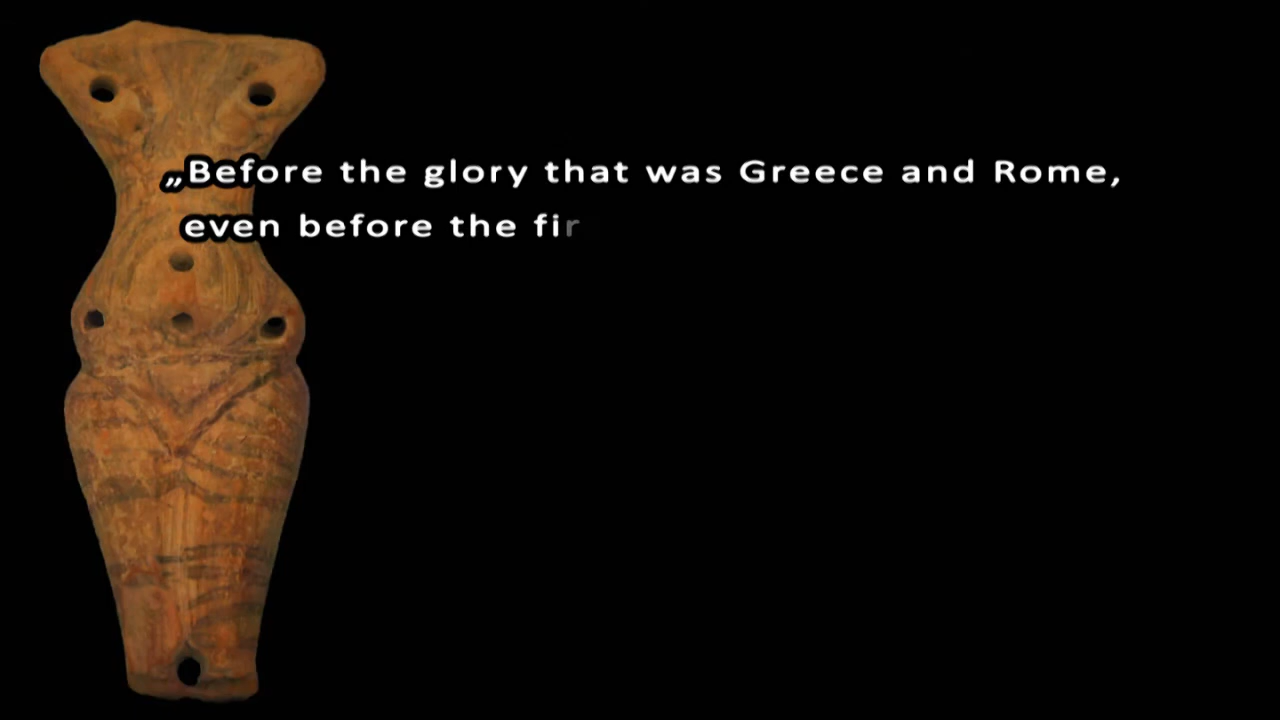 „Before the glory that was Greece and Rome,
even before the fir